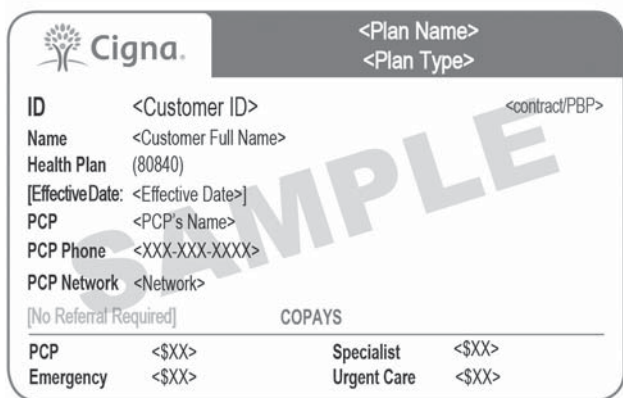 Cigna.
<Plan Name>
<Plan Type>
ID <Customer ID> <contract/PBP>
Name <Customer Full Name>
Health Plan (80840)
[Effective Date: <Effective Date>]
PCP <PCP's Name>
PCP Phone <XXX-XXX-XXXX>
PCP Network <Network>
[No Referral Required] COPAYS
PCP <$XX> Specialist <$XX>
Emergency <$XX> Urgent Care <$XX>
SAMPLE